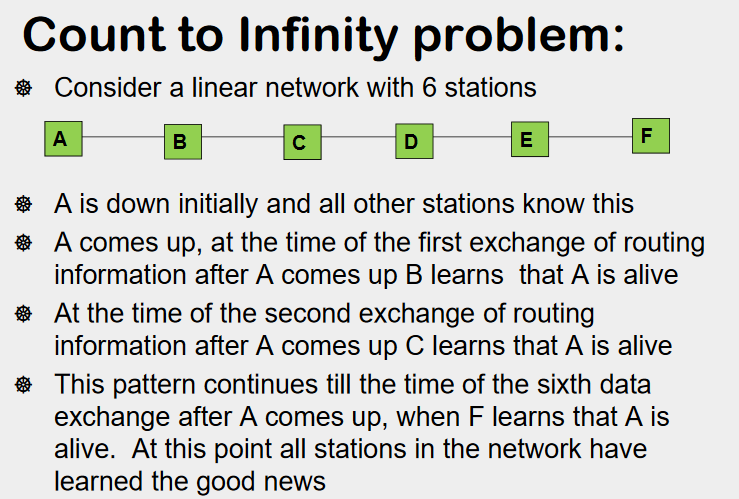 Count to Infinity problem:
Consider a linear network with 6 stations
A B C D E F
A is down initially and all other stations know this
A comes up, at the time of the first exchange of routing
information after A comes up B learns  that A is alive
At the time of the second exchange of routing
information after A comes up C learns that A is alive
This pattern continues till the time of the sixth data
exchange after A comes up, when F learns that A is
alive.  At this point all stations in the network have
learned the good news